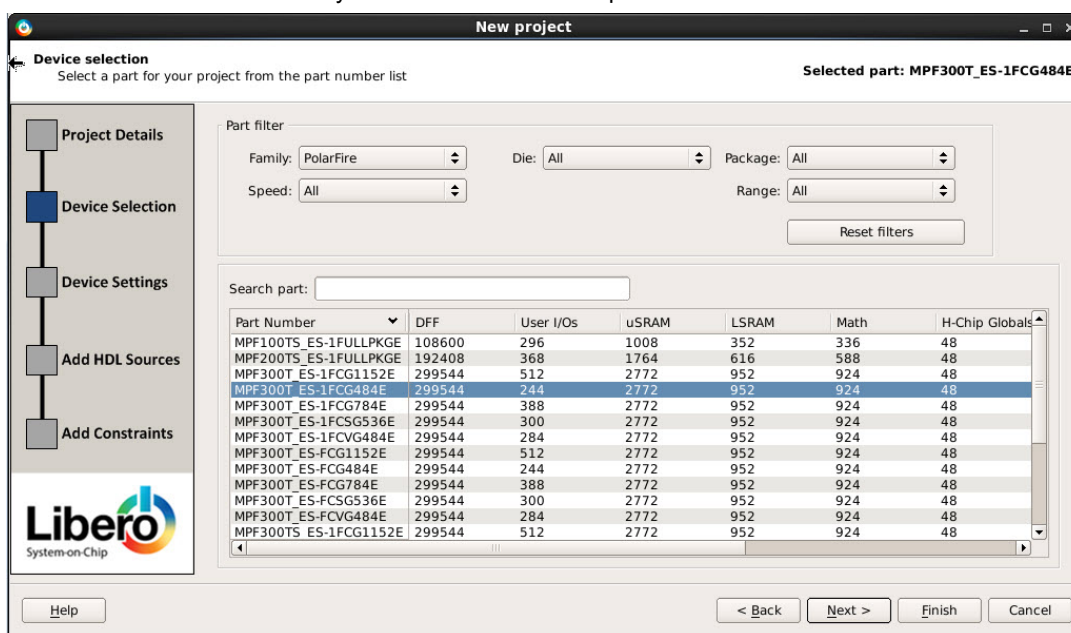 New project
Device selection
Select a part for your project from the part number list
Selected part: MPF300T_ES-1FCG484E
Project Details
Device Selection
Device Settings
Add HDL Sources
Add Constraints
Libero
System-on-Chip
Part filter
Family: PolarFire Die: All Package: All
Speed: All Range: All
Reset filters
Search part:
Part Number DFF User I/Os uSRAM LSRAM Math H-Chip Globals
MPF100TS_ES-1FULLPKGE 108600 296 1008 352 336 48
MPF200TS_ES-1FULLPKGE 192408 368 1764 616 588 48
MPF300T_ES-1FCG1152E 299544 512 2772 952 924 48
MPF300T_ES-1FCG484E 299544 244 2772 952 924 48
MPF300T_ES-1FCG784E 299544 388 2772 952 924 48
MPF300T_ES-1FCSG536E 299544 300 2772 952 924 48
MPF300T_ES-1FCVG484E 299544 284 2772 952 924 48
MPF300T_ES-FCG1152E 299544 512 2772 952 924 48
MPF300T_ES-FCG484E 299544 244 2772 952 924 48
MPF300T_ES-FCG784E 299544 388 2772 952 924 48
MPF300T_ES-FCSG536E 299544 300 2772 952 924 48
MPF300T_ES-FCVG484E 299544 284 2772 952 924 48
MPF300TS_ES-1FCG1152E 299544 512 2772 952 924 48
Help < Back Next > Finish Cancel